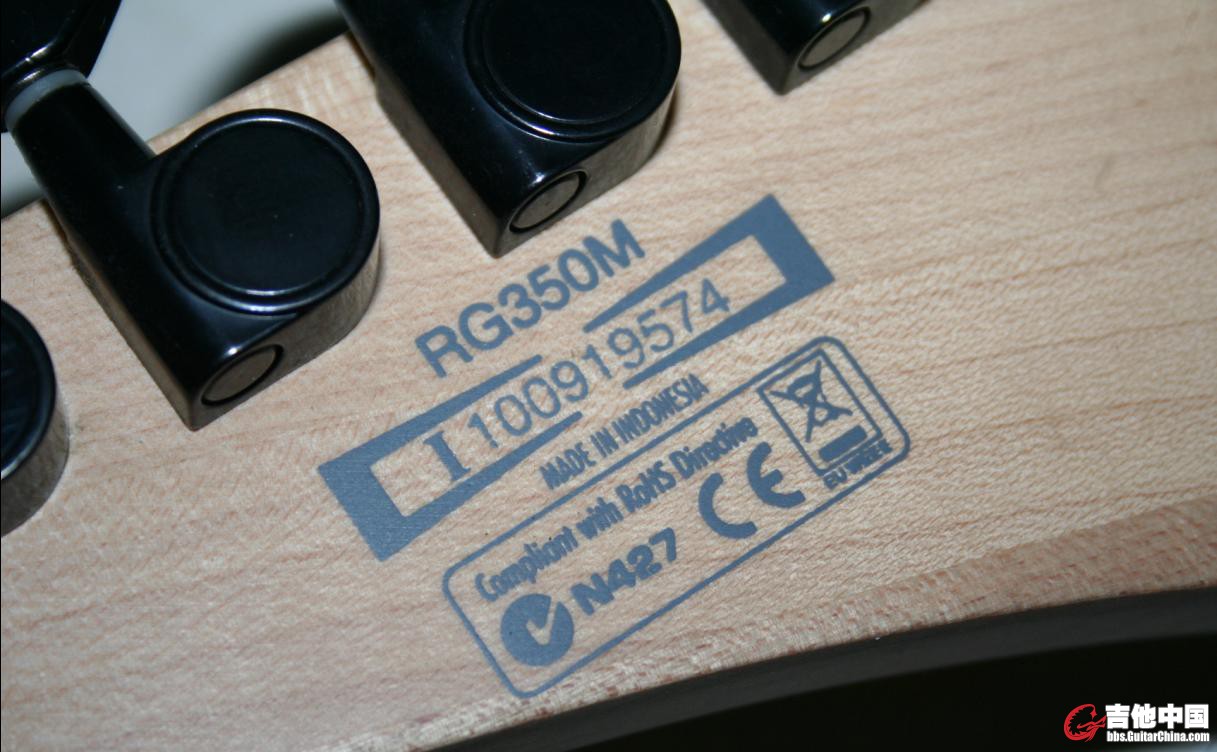 RG350M
I 100919574
MADE IN INDONESIA
Compliant with RoHS Directive
N427 CE
EU WEEE
吉他中国
bbs.GuitarChina.com